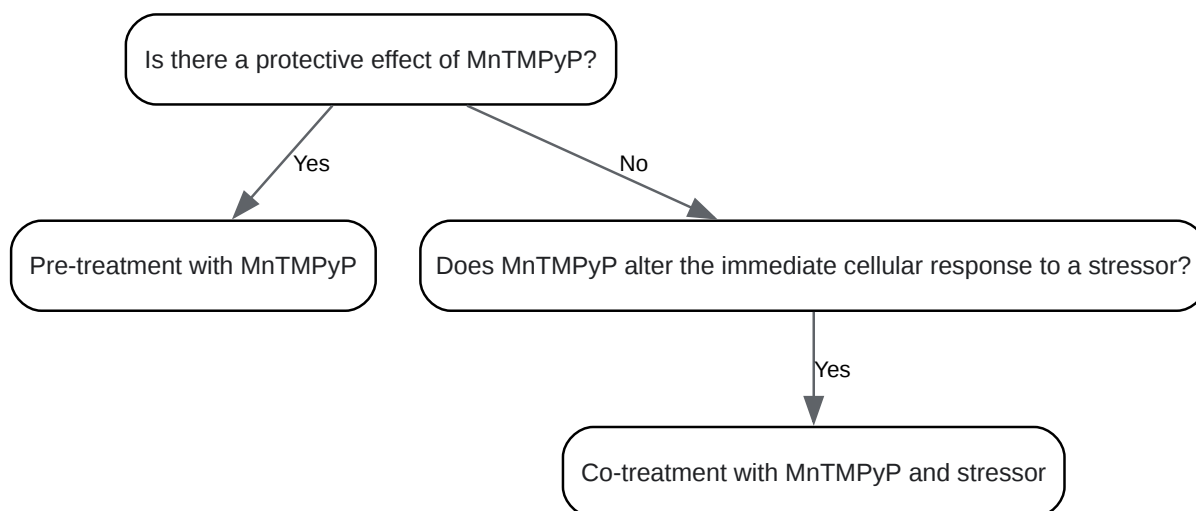 Is there a protective effect of MnTMPyP?
Yes
No
Pre-treatment with MnTMPyP
Does MnTMPyP alter the immediate cellular response to a stressor?
Yes
Co-treatment with MnTMPyP and stressor